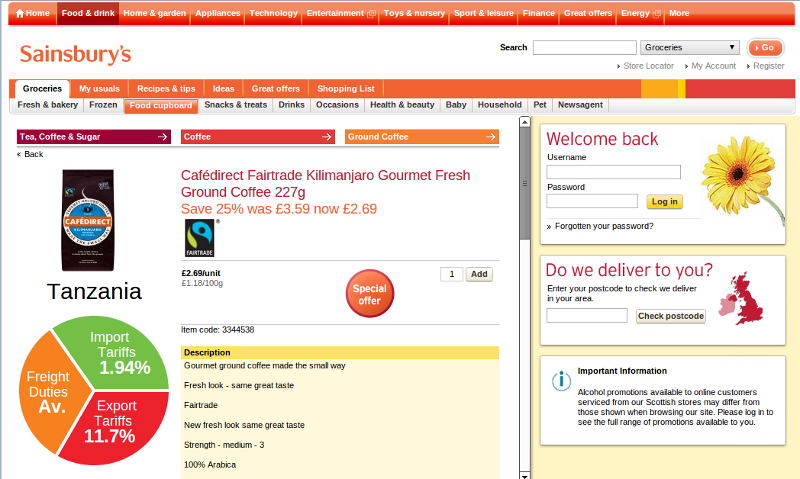 Home Food & drink Home & garden Appliances Technology Entertainment Toys & nursery Sport & leisure Finance Great offers Energy More
Sainsbury's
Search Groceries Go
Store Locator My Account Register
Groceries My usuals Recipes & tips Ideas Great offers Shopping List
Fresh & bakery Frozen Food cupboard Snacks & treats Drinks Occasions Health & beauty Baby Household Pet Newsagent
Tea, Coffee & Sugar Coffee Ground Coffee
« Back
Cafédirect Fairtrade Kilimanjaro Gourmet Fresh
Ground Coffee 227g
Save 25% was £3.59 now £2.69
FAIRTRADE
CAFÉDIRECT
KILIMANJARO
£2.69/unit
£1.18/100g
Special
offer
1 Add
Tanzania
Import
Tariffs
1.94%
Freight
Duties
Av.
Export
Tariffs
11.7%
Item code: 3344538
Description
Gourmet ground coffee made the small way
Fresh look - same great taste
Fairtrade
New fresh look same great taste
Strength - medium - 3
100% Arabica
Welcome back
Username
Password
Log in
» Forgotten your password?
Do we deliver to you?
Enter your postcode to check we deliver
in your area.
Check postcode
Important Information
Alcohol promotions available to online customers
serviced from our Scottish stores may differ from
those shown when browsing our site. Please log in to
see the full range of promotions available to you.